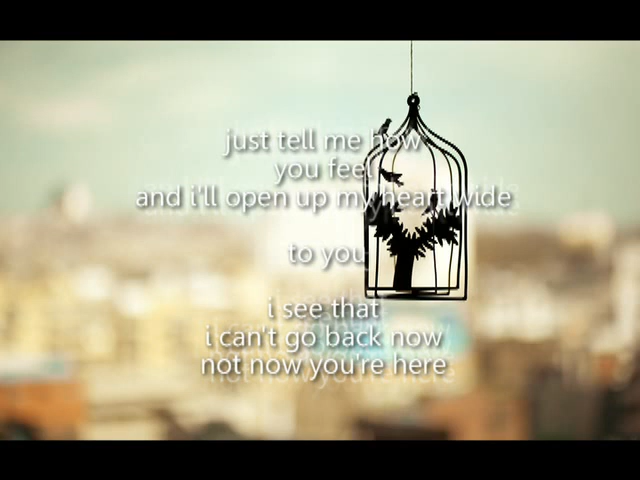 just tell me how
you feel
and i'll open up my heart wide
to you
i see that
i can't go back now
not now you're here